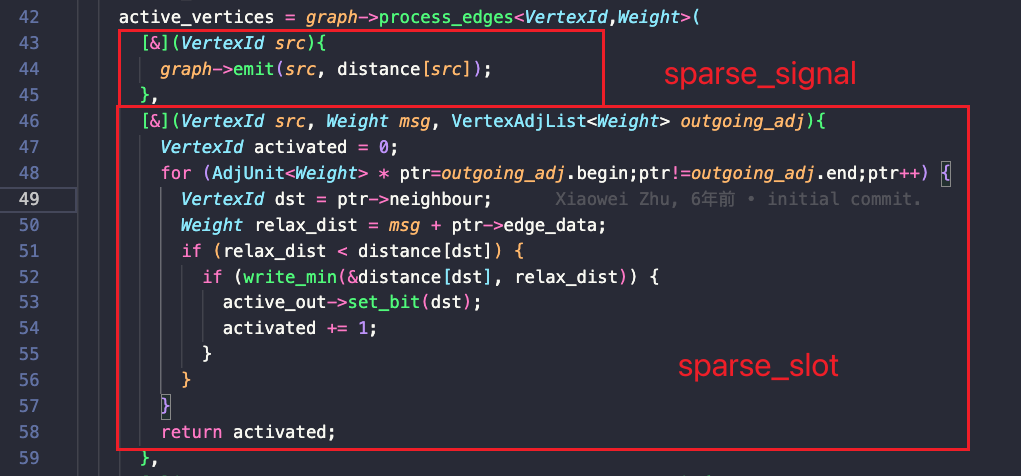 42 active_vertices = graph->process_edges<VertexId,Weight>(
43 [&](VertexId src){
44 graph->emit(src, distance[src]);
45 },
sparse_signal
46 [&](VertexId src, Weight msg, VertexAdjList<Weight> outgoing_adj){
47 VertexId activated = 0;
48 for (AdjUnit<Weight> * ptr=outgoing_adj.begin;ptr!=outgoing_adj.end;ptr++) {
49 VertexId dst = ptr->neighbour; Xiaowei Zhu, 6年前 • initial commit.
50 Weight relax_dist = msg + ptr->edge_data;
51 if (relax_dist < distance[dst]) {
52 if (write_min(&distance[dst], relax_dist)) {
53 active_out->set_bit(dst);
54 activated += 1;
55 }
sparse_slot
56 }
57 }
58 return activated;
59 },